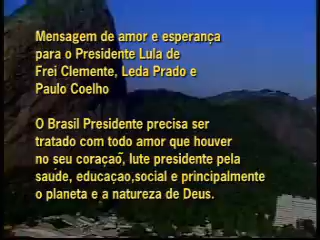 Mensagem de amor e esperança
para o Presidente Lula de
Frei Clemente, Leda Prado e
Paulo Coelho
O Brasil Presidente precisa ser
tratado com todo amor que houver
no seu coraçaõ, lute presidente pela
saúde, educaçao,social e principalmente
o planeta e a natureza de Deus.